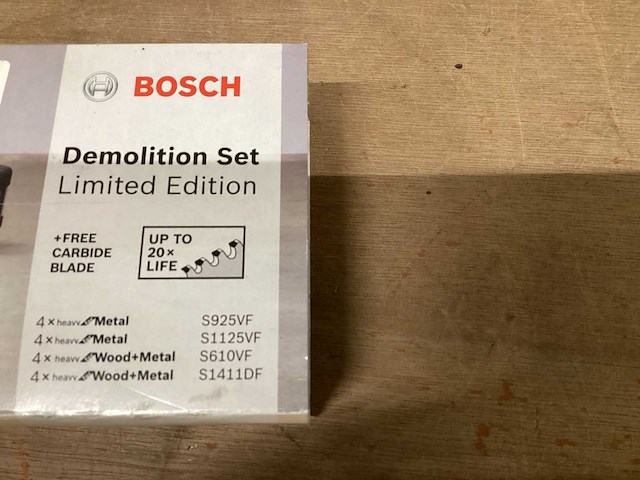 BOSCH
Demolition Set
Limited Edition
+FREE
CARBIDE
BLADE
UP TO
20×
LIFE
4 × heavy Metal S925VF
4 × heavy Metal S1125VF
4 × heavy Wood+Metal S610VF
4 × heavy Wood+Metal S1411DF